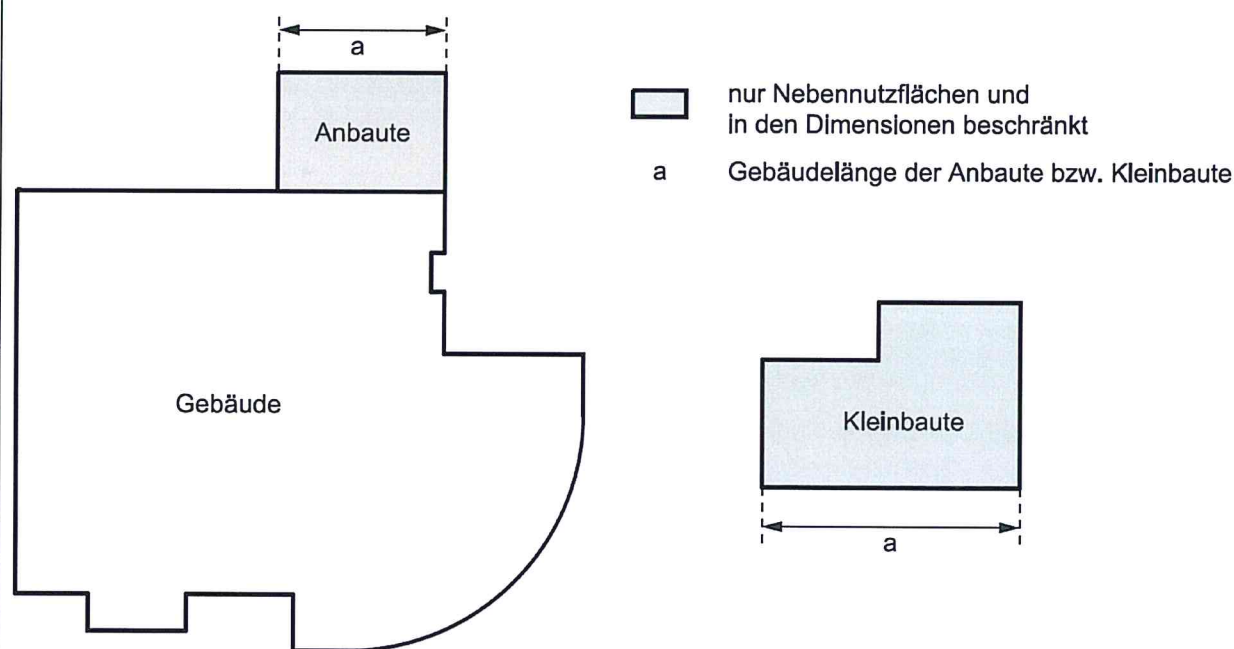 a
Anbaute
nur Nebennutzflächen und
in den Dimensionen beschränkt
a Gebäudelänge der Anbaute bzw. Kleinbaute
Gebäude
Kleinbaute
a